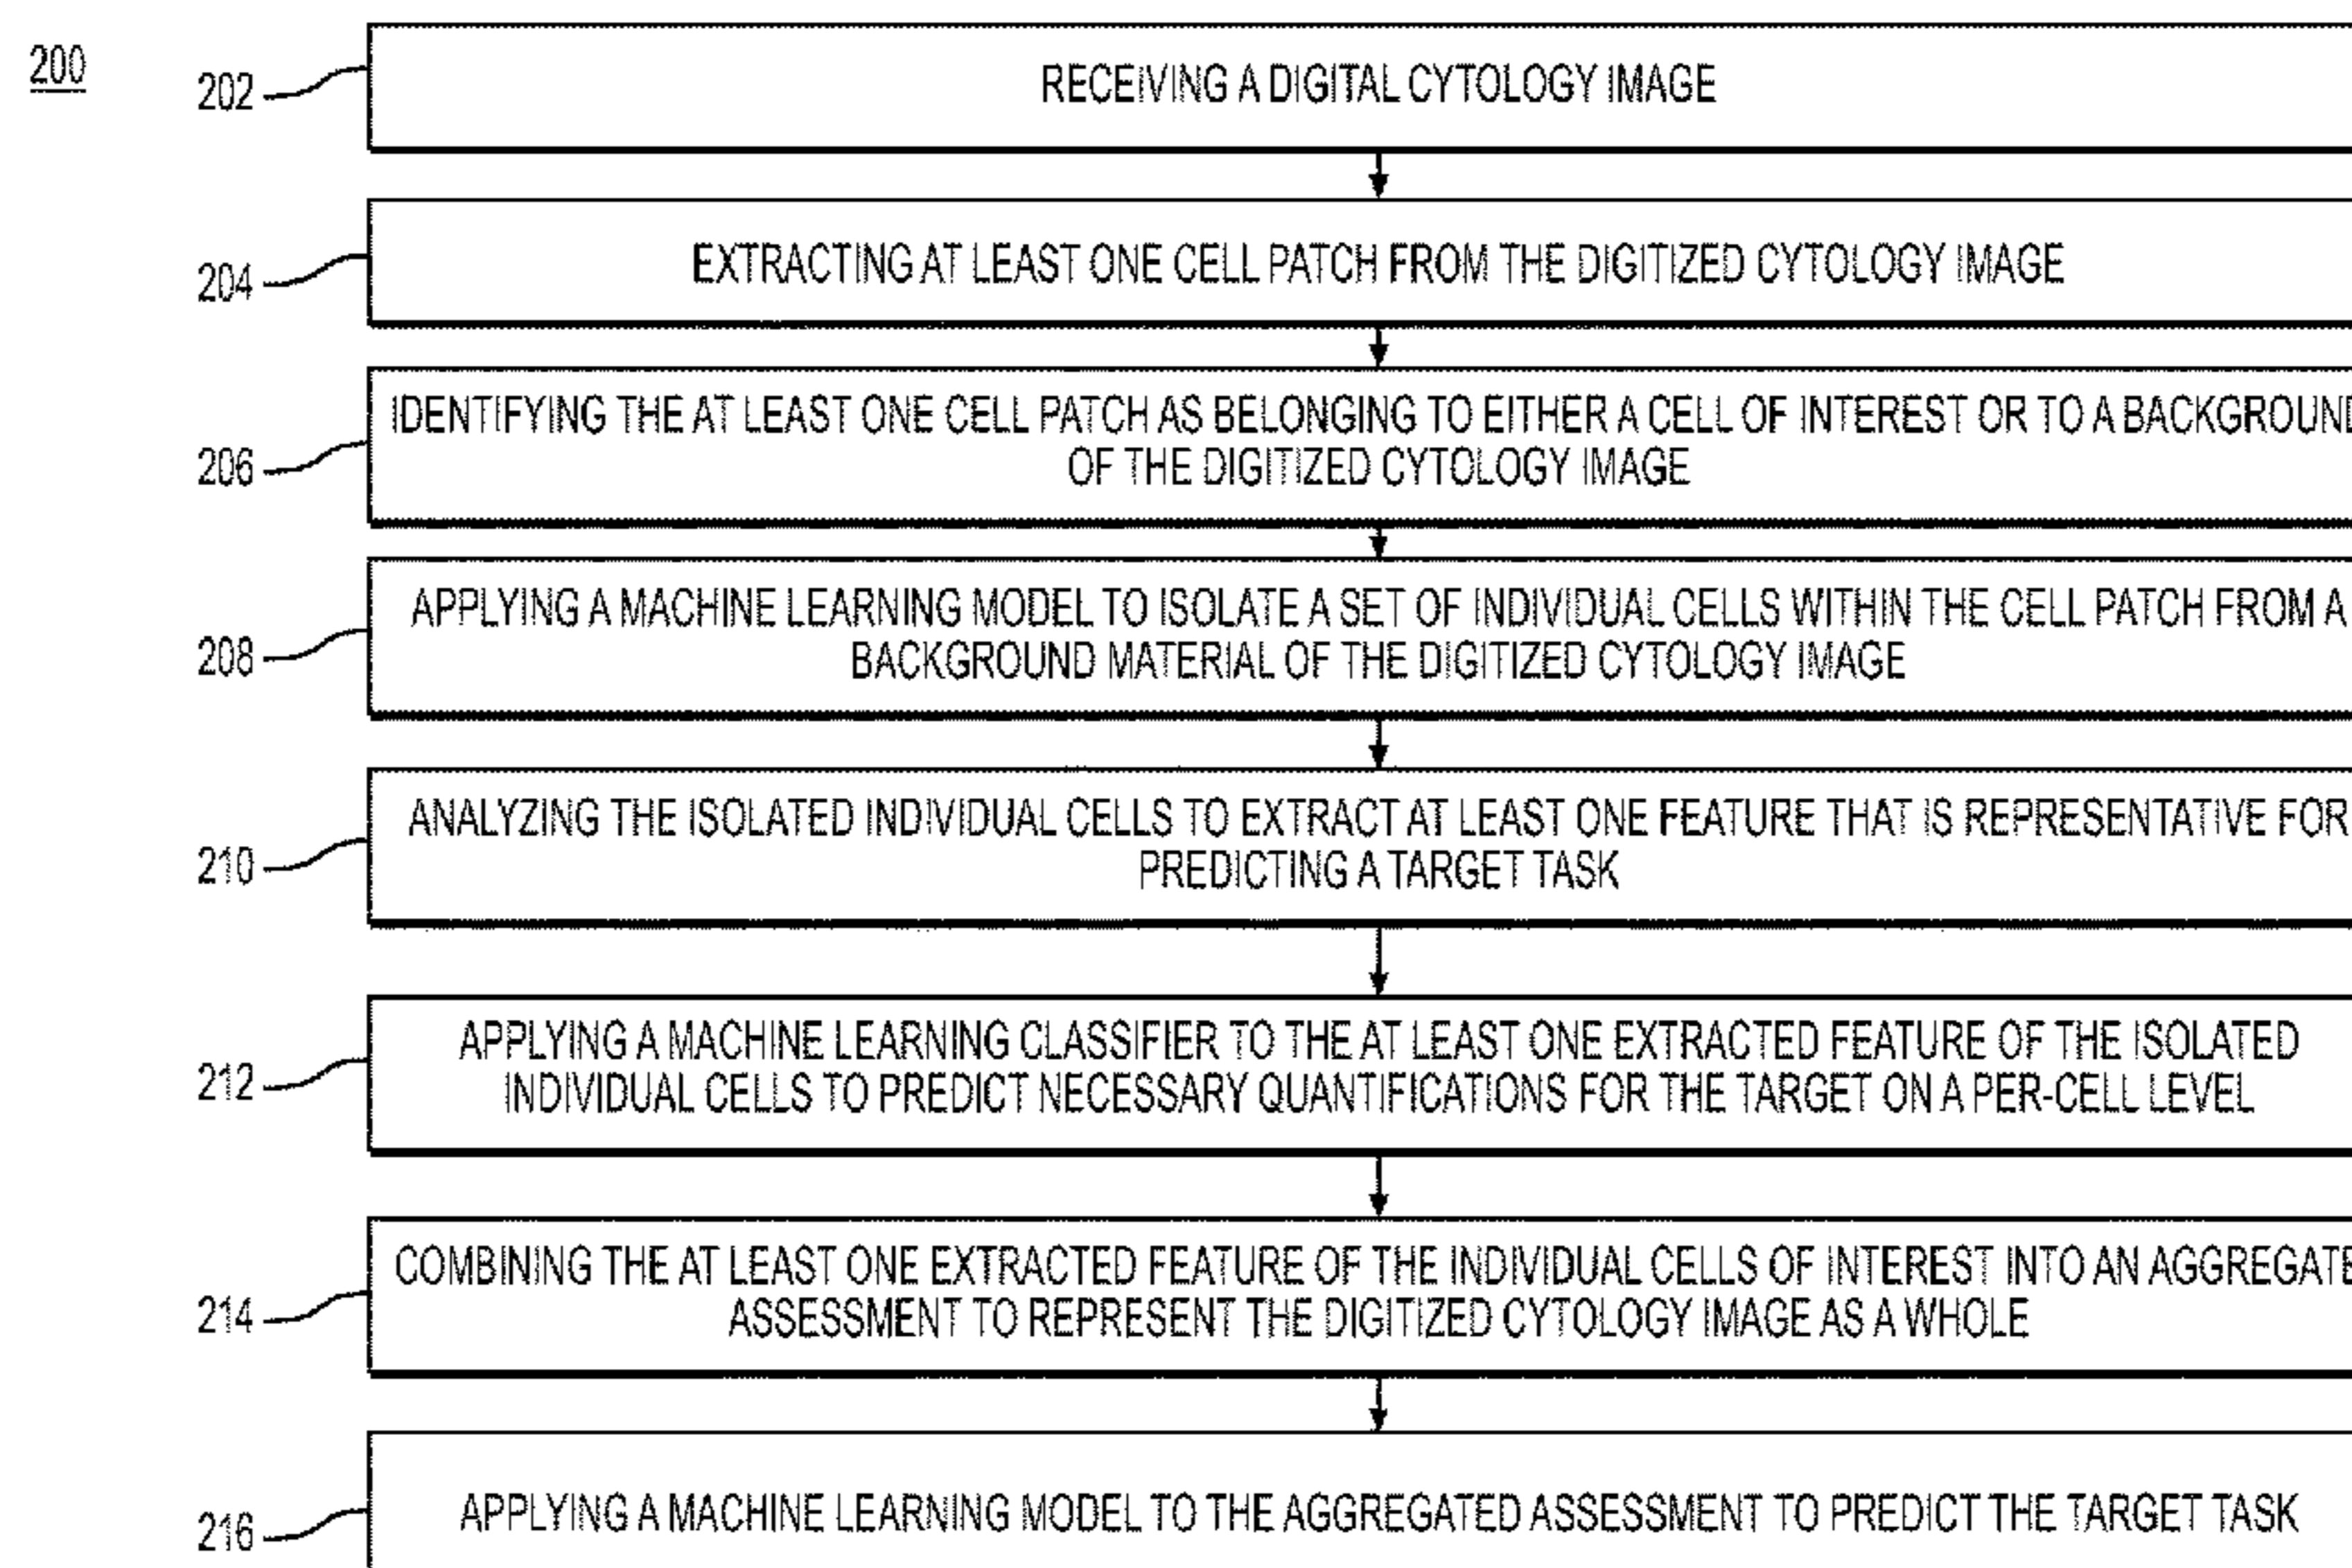 200
202
RECEIVING A DIGITAL CYTOLOGY IMAGE
204
EXTRACTING AT LEAST ONE CELL PATCH FROM THE DIGITIZED CYTOLOGY IMAGE
206
IDENTIFYING THE AT LEAST ONE CELL PATCH AS BELONGING TO EITHER A CELL OF INTEREST OR TO A BACKGROUND
OF THE DIGITIZED CYTOLOGY IMAGE
208
APPLYING A MACHINE LEARNING MODEL TO ISOLATE A SET OF INDIVIDUAL CELLS WITHIN THE CELL PATCH FROM A
BACKGROUND MATERIAL OF THE DIGITIZED CYTOLOGY IMAGE
210
ANALYZING THE ISOLATED INDIVIDUAL CELLS TO EXTRACT AT LEAST ONE FEATURE THAT IS REPRESENTATIVE FOR
PREDICTING A TARGET TASK
212
APPLYING A MACHINE LEARNING CLASSIFIER TO THE AT LEAST ONE EXTRACTED FEATURE OF THE ISOLATED
INDIVIDUAL CELLS TO PREDICT NECESSARY QUANTIFICATIONS FOR THE TARGET ON A PER-CELL LEVEL
214
COMBINING THE AT LEAST ONE EXTRACTED FEATURE OF THE INDIVIDUAL CELLS OF INTEREST INTO AN AGGREGATE
ASSESSMENT TO REPRESENT THE DIGITIZED CYTOLOGY IMAGE AS A WHOLE
216
APPLYING A MACHINE LEARNING MODEL TO THE AGGREGATED ASSESSMENT TO PREDICT THE TARGET TASK